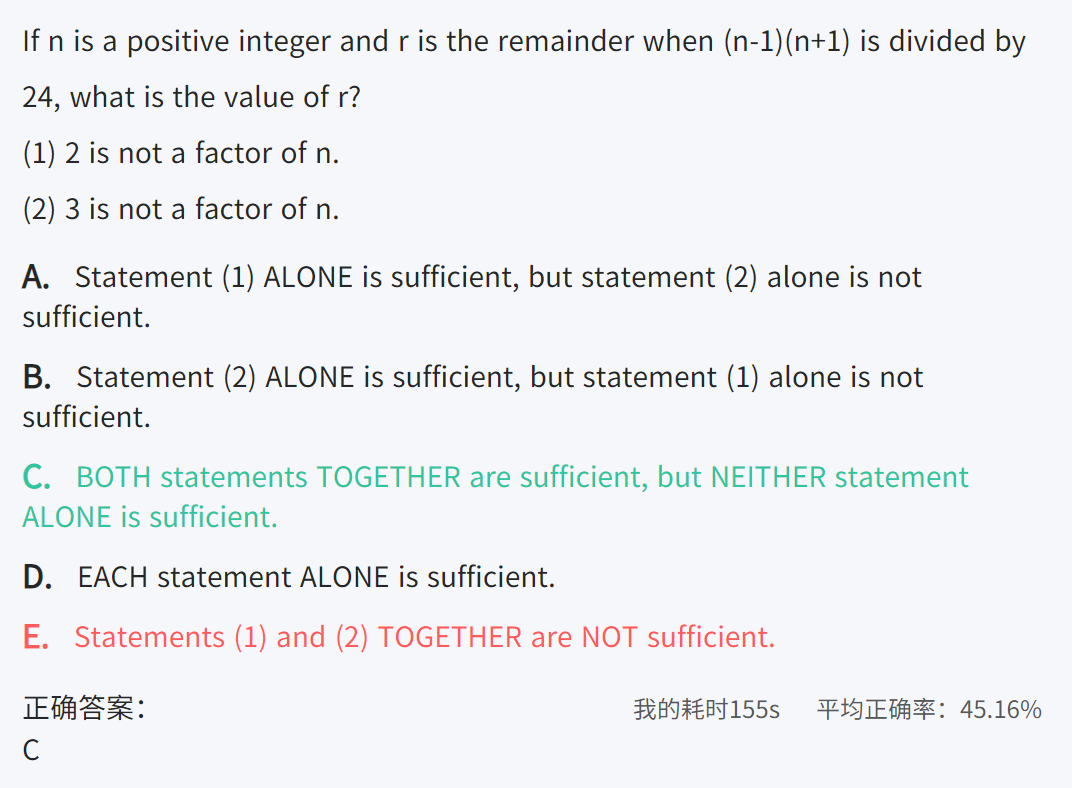 If n is a positive integer and r is the remainder when (n-1)(n+1) is divided by
24, what is the value of r?
(1) 2 is not a factor of n.
(2) 3 is not a factor of n.
A. Statement (1) ALONE is sufficient, but statement (2) alone is not
sufficient.
B. Statement (2) ALONE is sufficient, but statement (1) alone is not
sufficient.
C. BOTH statements TOGETHER are sufficient, but NEITHER statement
ALONE is sufficient.
D. EACH statement ALONE is sufficient.
E. Statements (1) and (2) TOGETHER are NOT sufficient.
正确答案： 我的耗时155s 平均正确率：45.16%
C